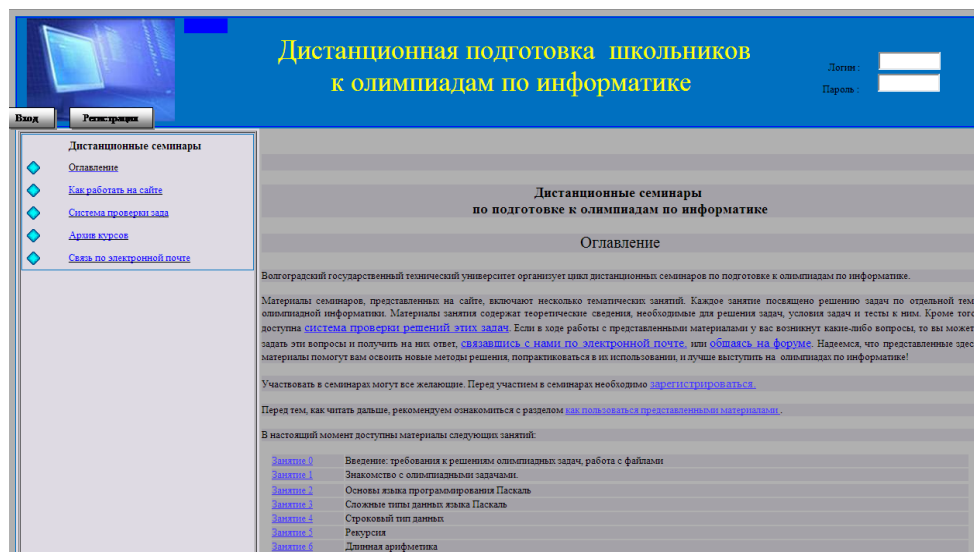 Дистанционная подготовка школьников
к олимпиадам по информатике
Логин :
Пароль :
Вход
Регистрация
Дистанционные семинары
Оглавление
Как работать на сайте
Система проверки зада
Архив курсов
Связь по электронной почте
Дистанционные семинары
по подготовке к олимпиадам по информатике
Оглавление
Волгоградский государственный технический университет организует цикл дистанционных семинаров по подготовке к олимпиадам по информатике.
Материалы семинаров, представленных на сайте, включают несколько тематических занятий. Каждое занятие посвящено решению задач по отдельной тем
олимпиадной информатики. Материалы занятия содержат теоретические сведения, необходимые для решения задач, условия задач и тесты к ним. Кроме того
доступна система проверки решений этих задач. Если в ходе работы с представленными материалами у вас возникнут какие-либо вопросы, то вы может
задать эти вопросы и получить на них ответ, связавшись с нами по электронной почте, или общаясь на форуме. Надеемся, что представленные здес
материалы помогут вам освоить новые методы решения, попрактиковаться в их использовании, и лучше выступить на олимпиадах по информатике!
Участвовать в семинарах могут все желающие. Перед участием в семинарах необходимо зарегистрироваться.
Перед тем, как читать дальше, рекомендуем ознакомиться с разделом как пользоваться представленными материалами .
В настоящий момент доступны материалы следующих занятий:
Занятие 0 Введение: требования к решениям олимпиадных задач, работа с файлами
Занятие 1 Знакомство с олимпиадными задачами.
Занятие 2 Основы языка программирования Паскаль
Занятие 3 Сложные типы данных языка Паскаль
Занятие 4 Строковый тип данных
Занятие 5 Рекурсия
Занятие 6 Длинная арифметика